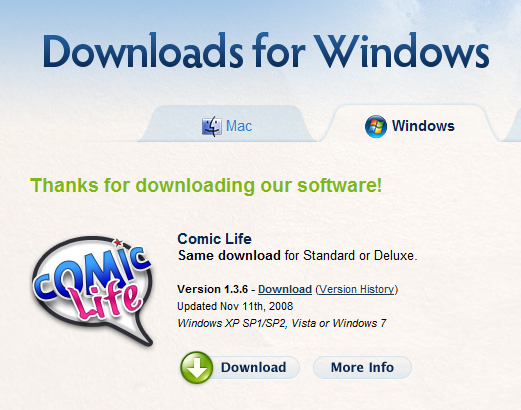 Downloads for Windows
Mac Windows
Thanks for downloading our software!
COMIC
Life
Comic Life
Same download for Standard or Deluxe.
Version 1.3.6 - Download (Version History)
Updated Nov 11th, 2008
Windows XP SP1/SP2, Vista or Windows 7
Download More Info